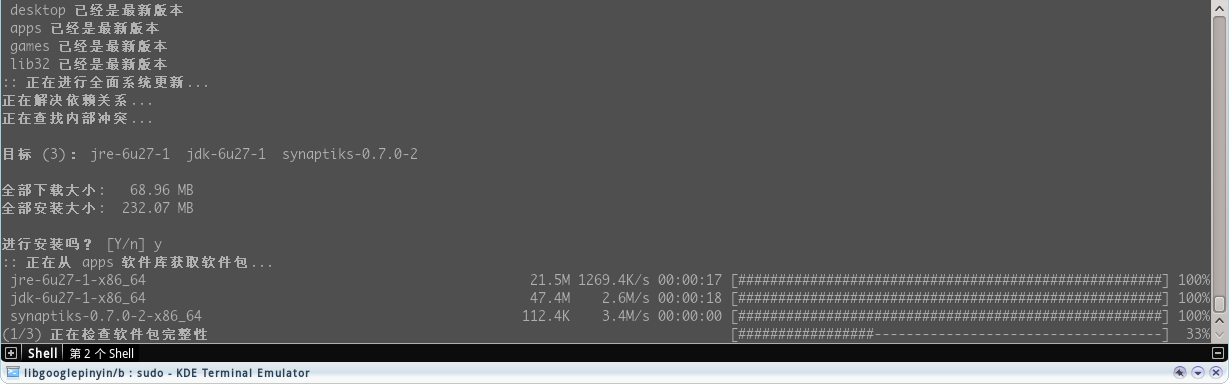 desktop 已经是最新版本
apps 已经是最新版本
games 已经是最新版本
lib32 已经是最新版本
:: 正在进行全面系统更新...
正在解决依赖关系...
正在查找内部冲突...
目标 (3): jre-6u27-1 jdk-6u27-1 synaptiks-0.7.0-2
全部下载大小: 68.96 MB
全部安装大小: 232.07 MB
进行安装吗？ [Y/n] y
:: 正在从 apps 软件库获取软件包...
jre-6u27-1-x86_64 21.5M 1269.4K/s 00:00:17 [###############################################] 100%
jdk-6u27-1-x86_64 47.4M 2.6M/s 00:00:18 [###############################################] 100%
synaptiks-0.7.0-2-x86_64 112.4K 3.4M/s 00:00:00 [###############################################] 100%
(1/3) 正在检查软件包完整性 [###############--------------------------------] 33%
Shell 第 2 个 Shell
libgooglepinyin/b : sudo - KDE Terminal Emulator